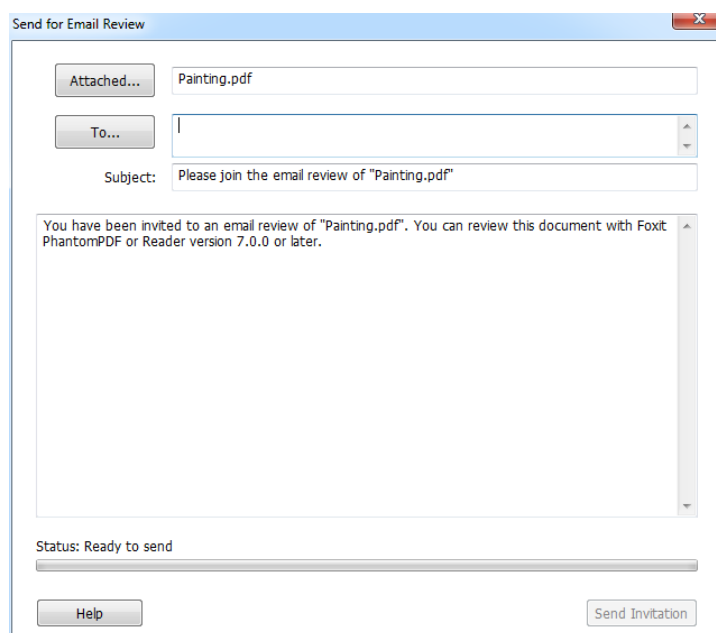 Send for Email Review
Attached... Painting.pdf
To...
Subject: Please join the email review of "Painting.pdf"
You have been invited to an email review of "Painting.pdf". You can review this document with Foxit
PhantomPDF or Reader version 7.0.0 or later.
Status: Ready to send
Help Send Invitation